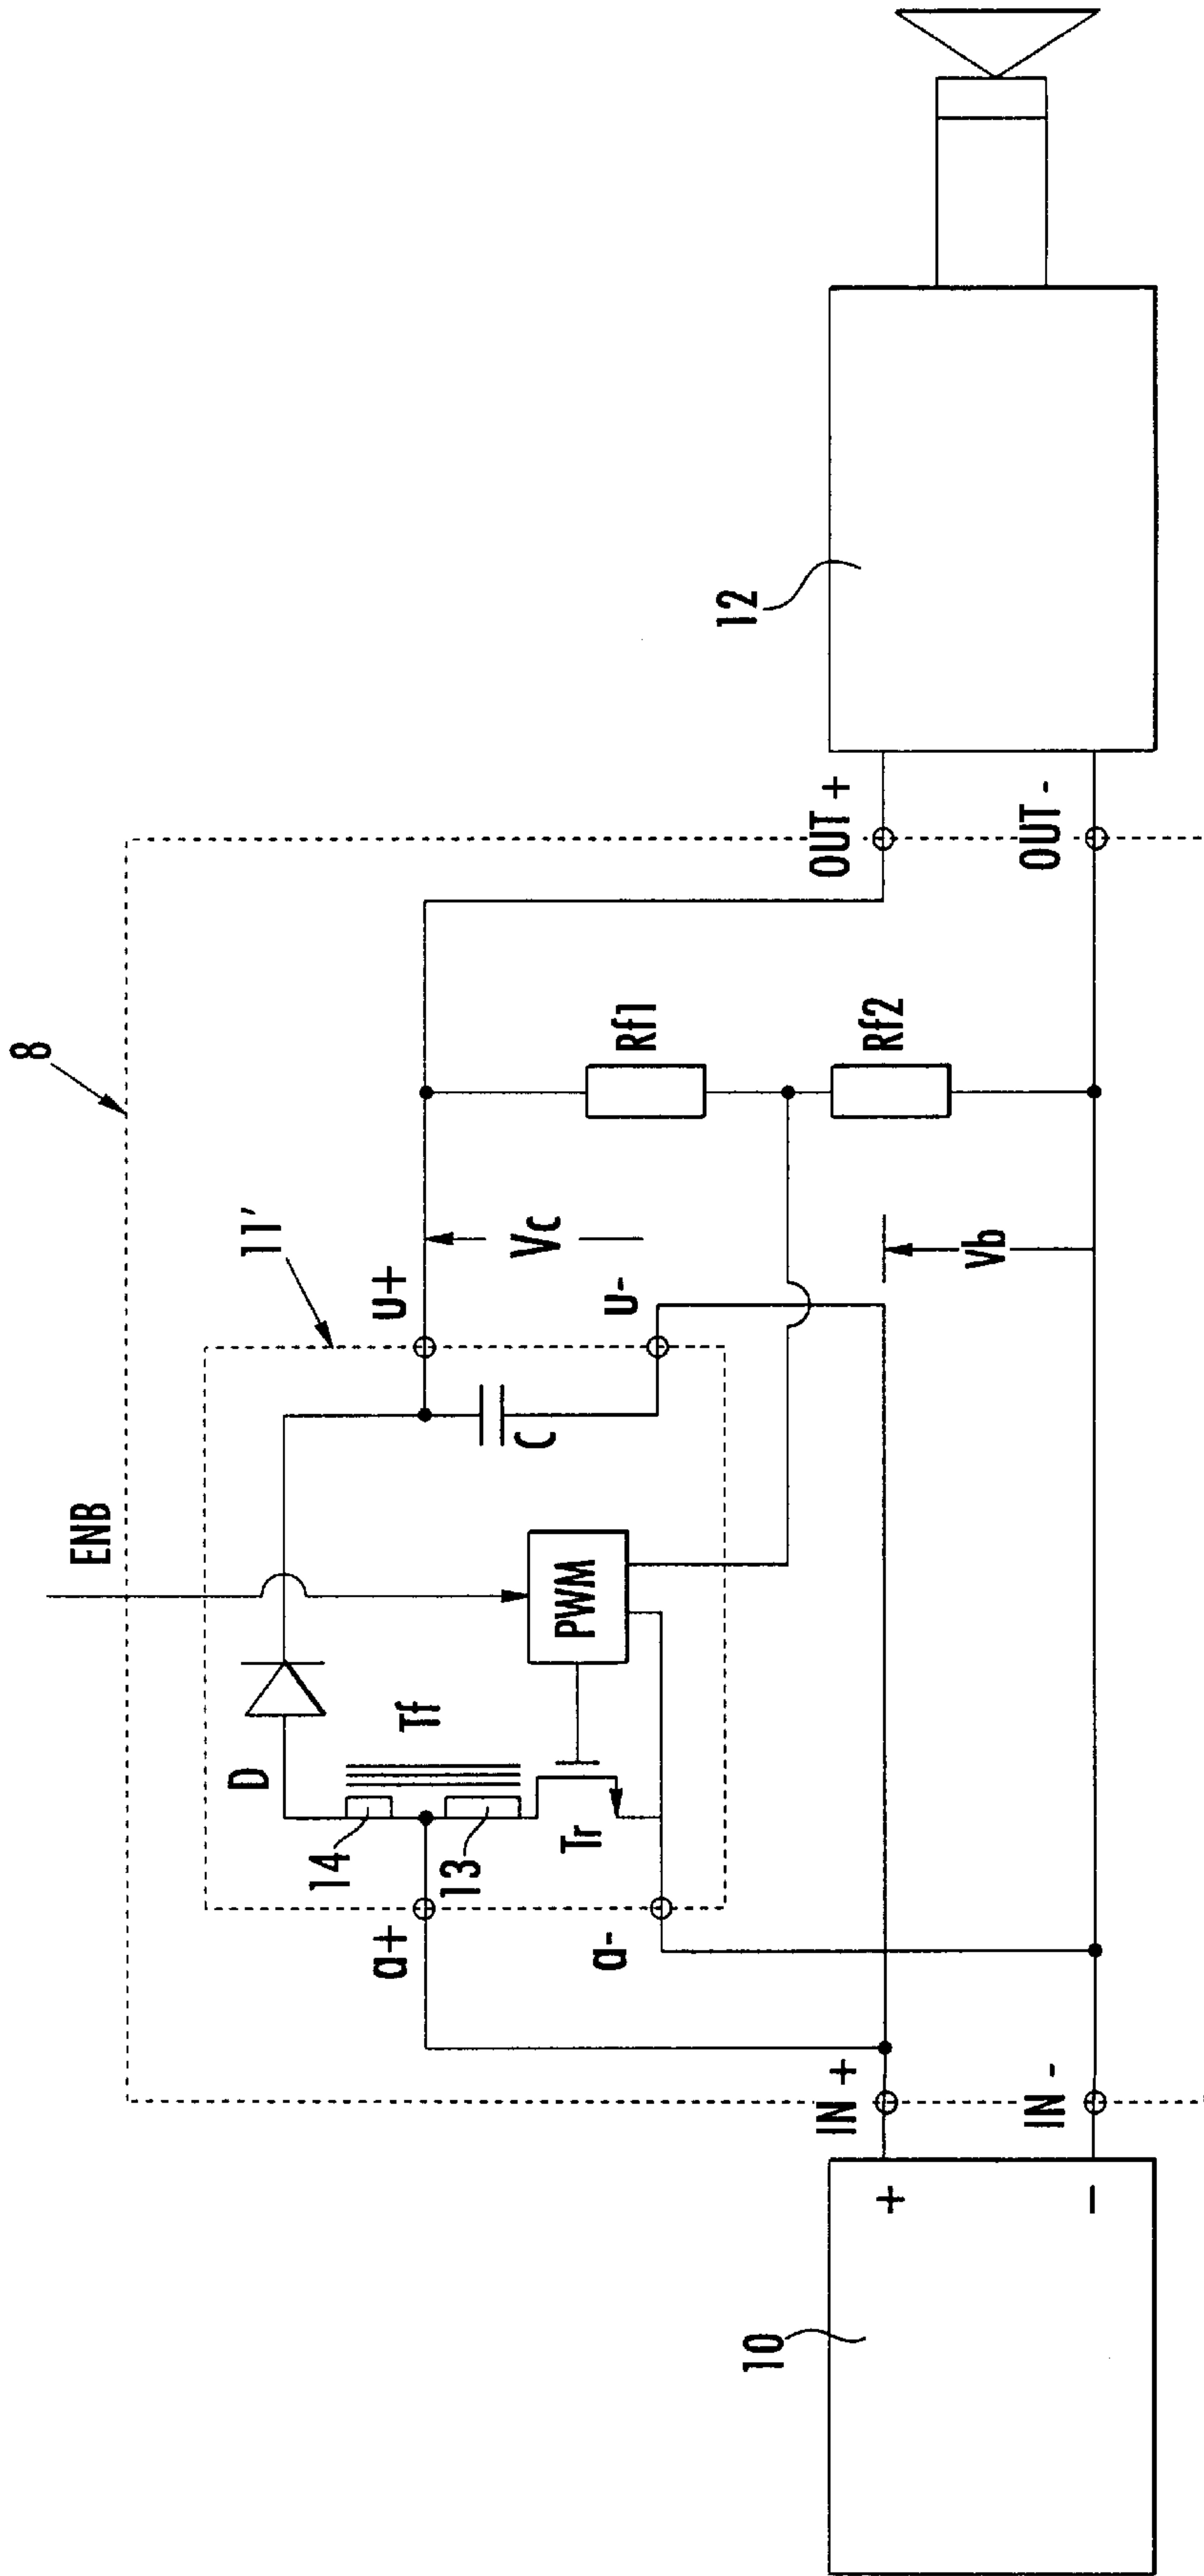 8
ENB
11'
D
Tf
14
13
Tr
PWM
C
a+
a-
U+
U-
Vc
Rf1
Rf2
Vb
IN +
IN -
OUT +
OUT -
10
+
-
12